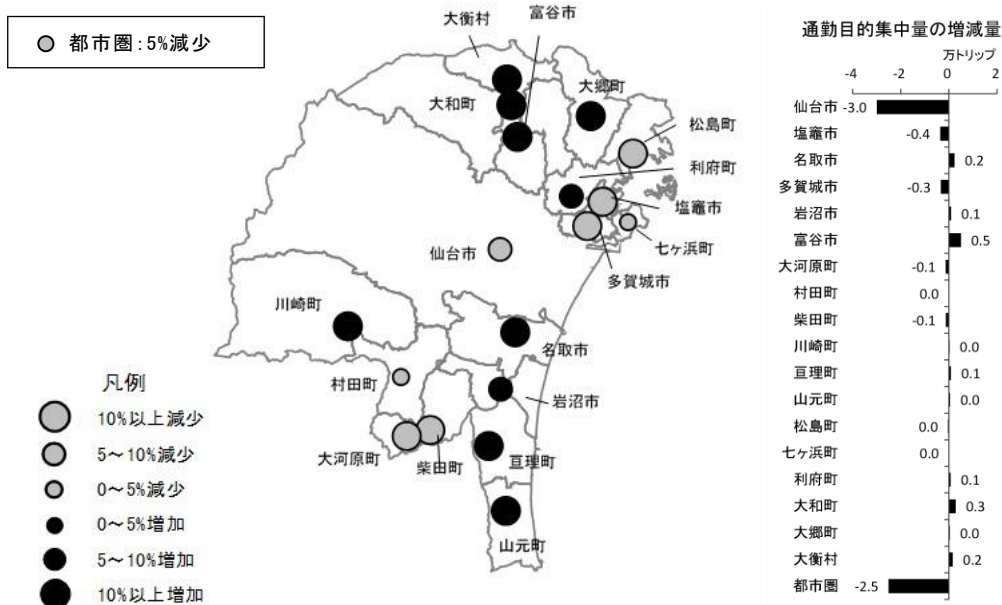 都市圏:5%減少
大衡村
富谷市
大和町
大郷町
松島町
利府町
塩竈市
七ヶ浜町
多賀城市
仙台市
川崎町
名取市
村田町
岩沼市
大河原町
柴田町
亘理町
山元町
凡例
10%以上減少
5～10%減少
0～5%減少
0～5%増加
5～10%増加
10%以上増加
通勤目的集中量の増減量
万トリップ
-4 -2 0 2
仙台市 -3.0
塩竈市 -0.4
名取市 0.2
多賀城市 -0.3
岩沼市 0.1
富谷市 0.5
大河原町 -0.1
村田町 0.0
柴田町 -0.1
川崎町 0.0
亘理町 0.1
山元町 0.0
松島町 0.0
七ヶ浜町 0.0
利府町 0.1
大和町 0.3
大郷町 0.0
大衡村 0.2
都市圏 -2.5